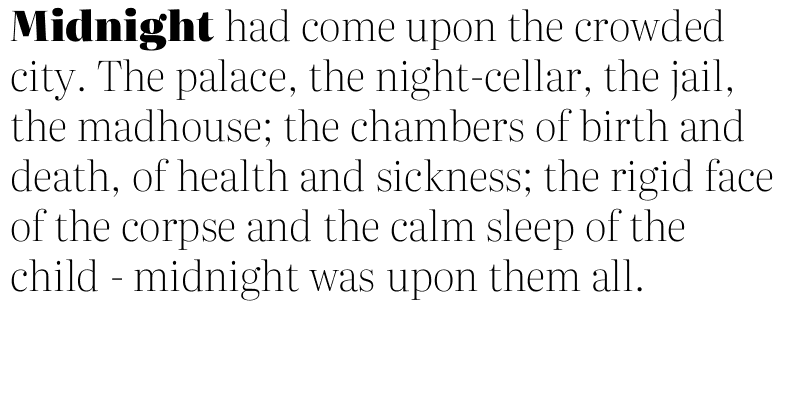 Midnight had come upon the crowded
city. The palace, the night-cellar, the jail,
the madhouse; the chambers of birth and
death, of health and sickness; the rigid face
of the corpse and the calm sleep of the
child - midnight was upon them all.